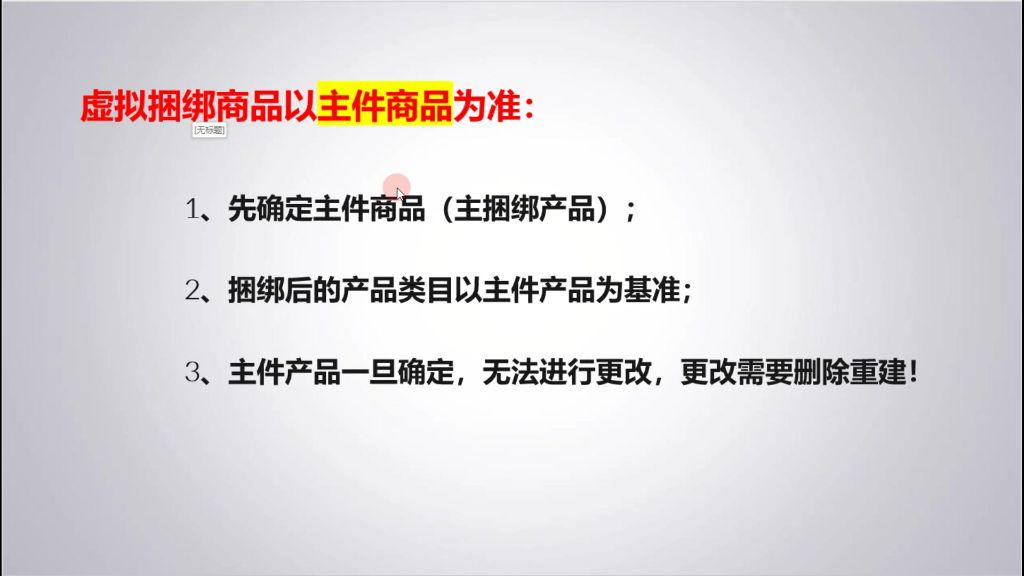 虚拟捆绑商品以主件商品为准：
[无标题]
1、先确定主件商品（主捆绑产品）；
2、捆绑后的产品类目以主件产品为基准；
3、主件产品一旦确定，无法进行更改，更改需要删除重建！